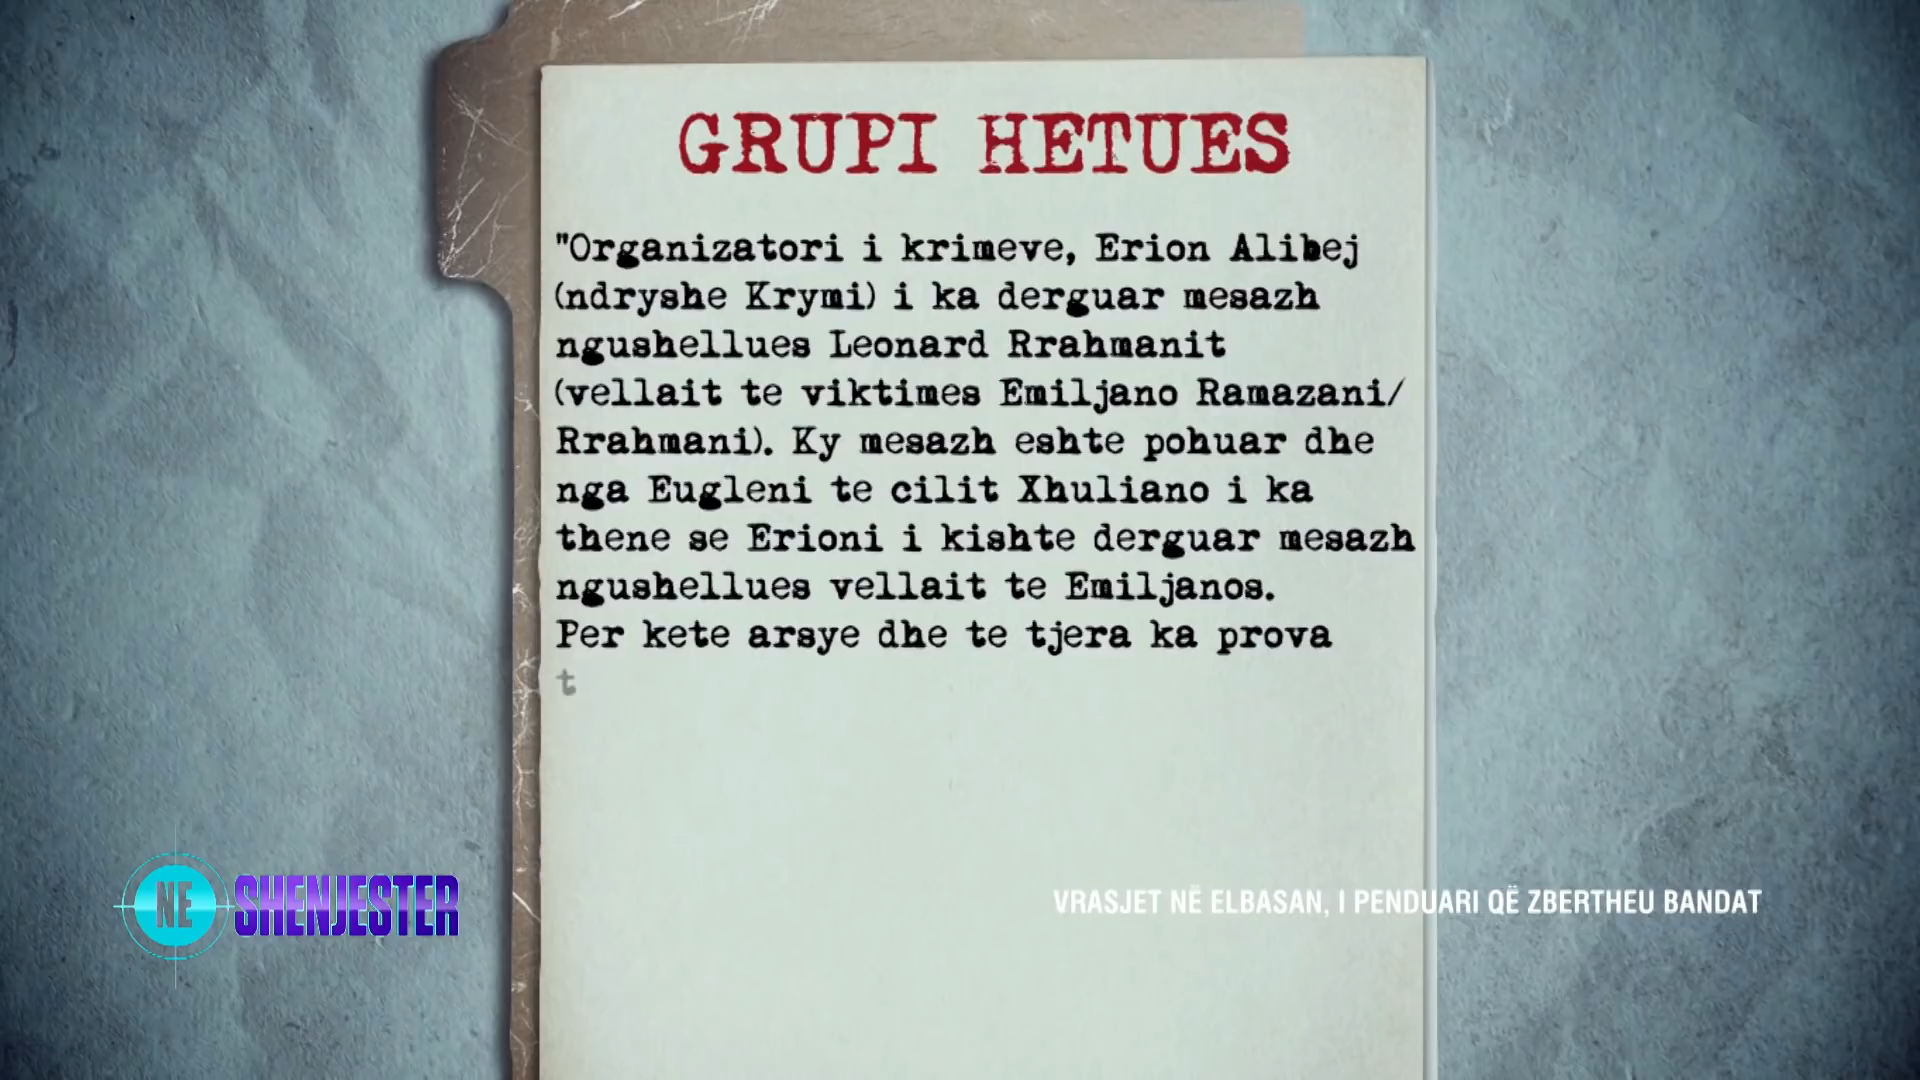 GRUPI HETUES
"Organizatori i krimeve, Erion Alibej
(ndryshe Krymi) i ka derguar mesazh
ngushellues Leonard Rrahmanit
(vellait te viktimes Emiljano Ramazani/
Rrahmani). Ky mesazh eshte pohuar dhe
nga Eugleni te cilit Xhuliano i ka
thene se Erioni i kishte derguar mesazh
ngushellues vellait te Emiljanos.
Per kete arsye dhe te tjera ka prova
t
NE SHENJESTER
VRASJET NË ELBASAN, I PENDUARI QË ZBERTHEU BANDAT